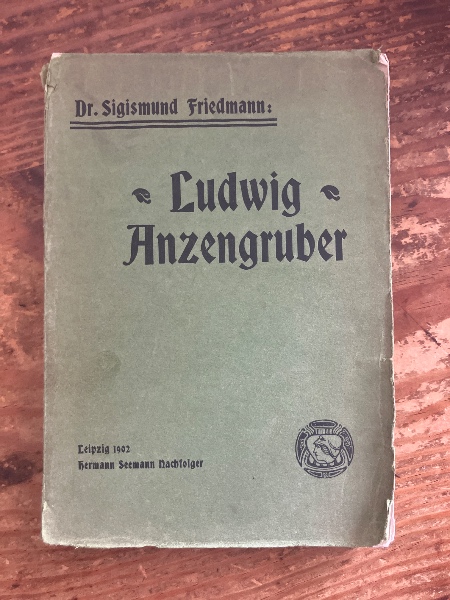 Dr. Sigismund Friedmann:
Ludwig
Anzengruber
Leipzig 1902
Hermann Seemann Nachfolger